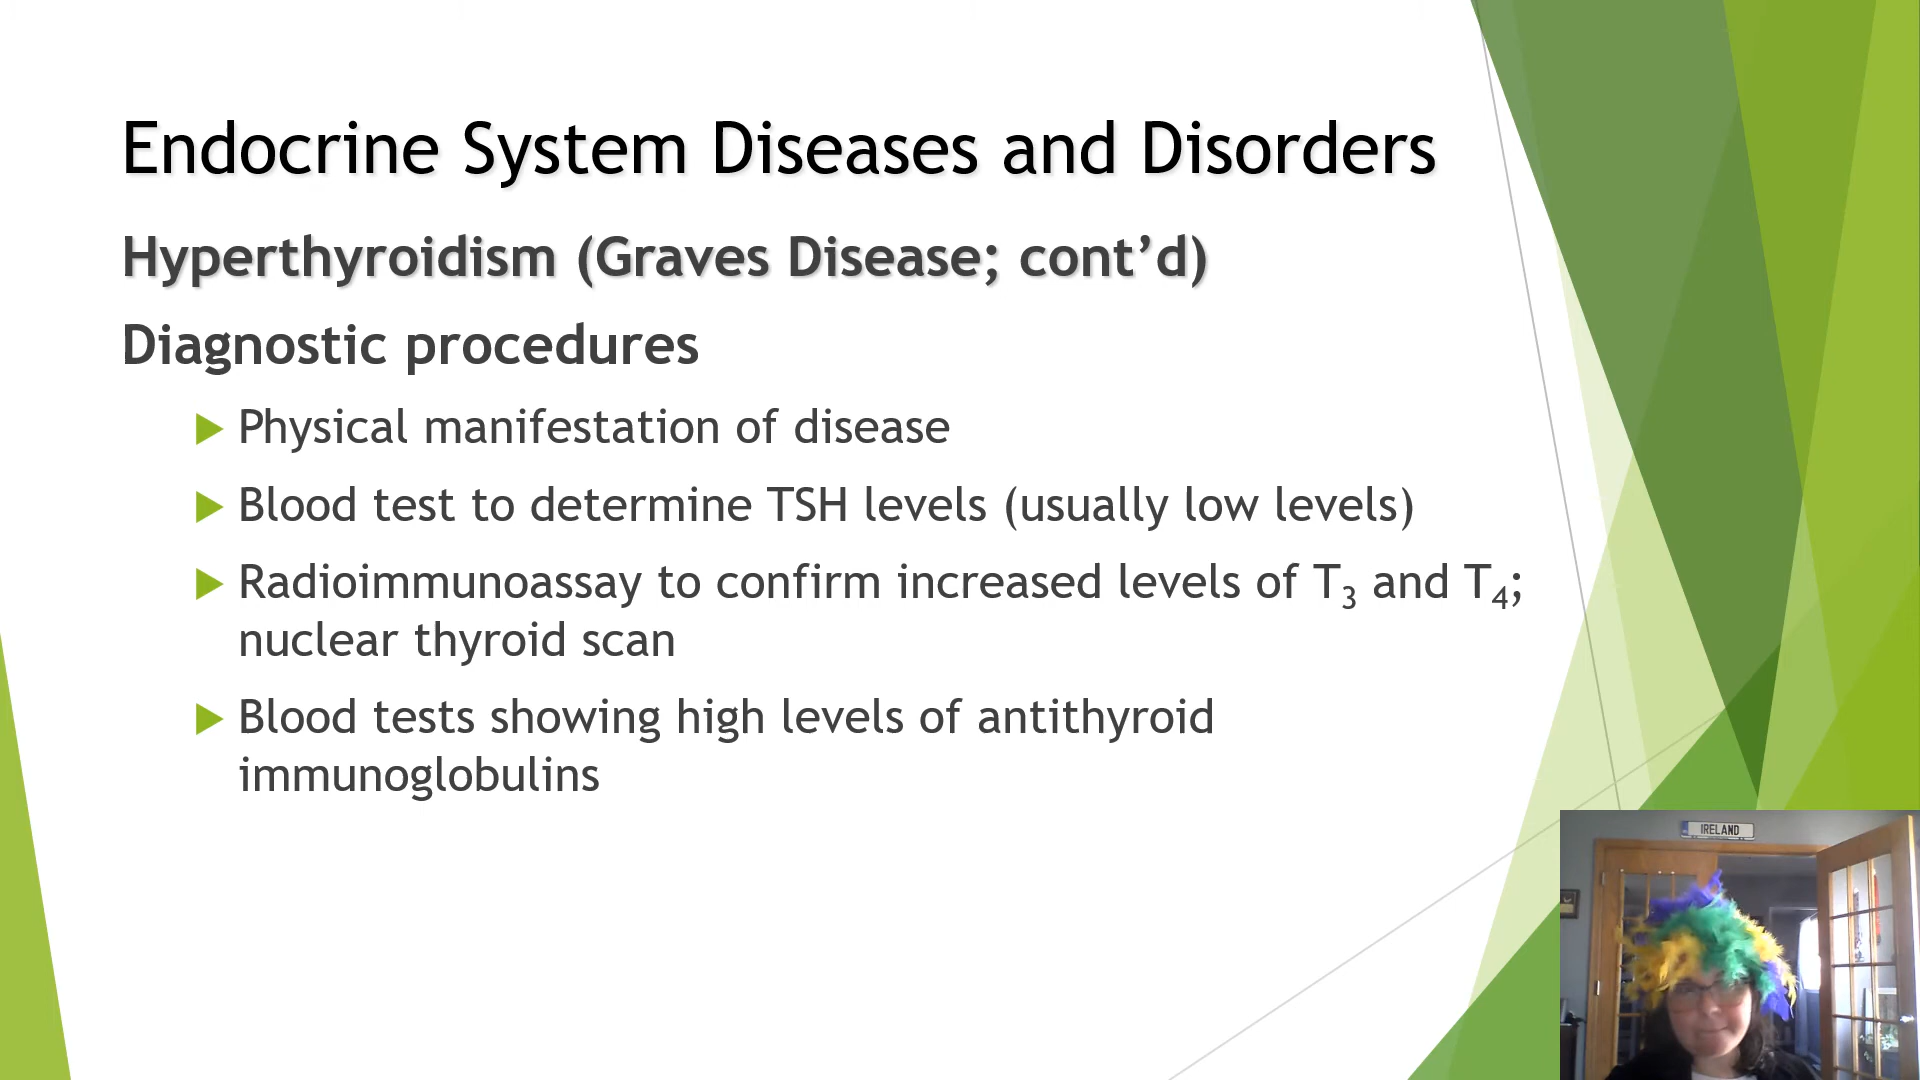 Endocrine System Diseases and Disorders
Hyperthyroidism (Graves Disease; cont’d)
Diagnostic procedures
Physical manifestation of disease
Blood test to determine TSH levels (usually low levels)
Radioimmunoassay to confirm increased levels of T₃ and T₄;
nuclear thyroid scan
Blood tests showing high levels of antithyroid
immunoglobulins
IRELAND